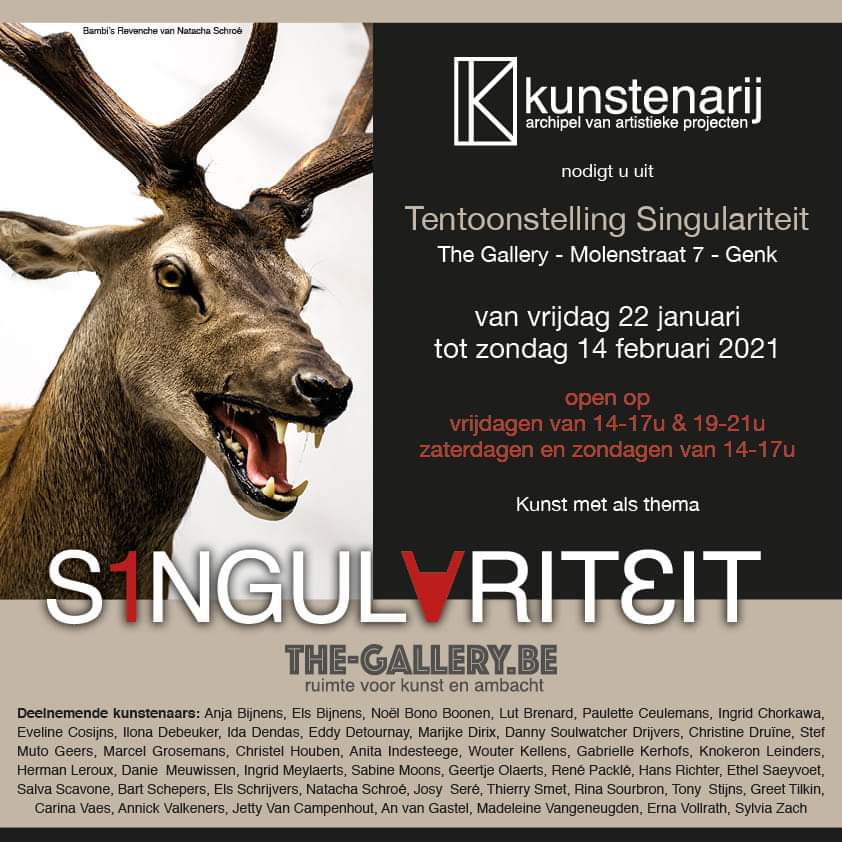 Bambi's Revenche van Natacha Schroë
K kunstenarij
archipel van artistieke projecten
nodigt u uit
Tentoonstelling Singulariteit
The Gallery - Molenstraat 7 - Genk
van vrijdag 22 januari
tot zondag 14 februari 2021
open op
vrijdagen van 14-17u & 19-21u
zaterdagen en zondagen van 14-17u
Kunst met als thema
S1NGUL∀RITƐIT
THE-GALLERY.BE
ruimte voor kunst en ambacht
Deelnemende kunstenaars: Anja Bijnens, Els Bijnens, Noël Bono Boonen, Lut Brenard, Paulette Ceulemans, Ingrid Chorkawa,
Eveline Cosijns, Ilona Debeuker, Ida Dendas, Eddy Detournay, Marijke Dirix, Danny Soulwatcher Drijvers, Christine Druïne, Stef
Muto Geers, Marcel Grosemans, Christel Houben, Anita Indesteege, Wouter Kellens, Gabrielle Kerhofs, Knokeron Leinders,
Herman Leroux, Danie Meuwissen, Ingrid Meylaerts, Sabine Moons, Geertje Olaerts, René Packlé, Hans Richter, Ethel Saeyvoet,
Salva Scavone, Bart Schepers, Els Schrijvers, Natacha Schroé, Josy Seré, Thierry Smet, Rina Sourbron, Tony Stijns, Greet Tilkin,
Carina Vaes, Annick Valkeners, Jetty Van Campenhout, An van Gastel, Madeleine Vangeneugden, Erna Vollrath, Sylvia Zach